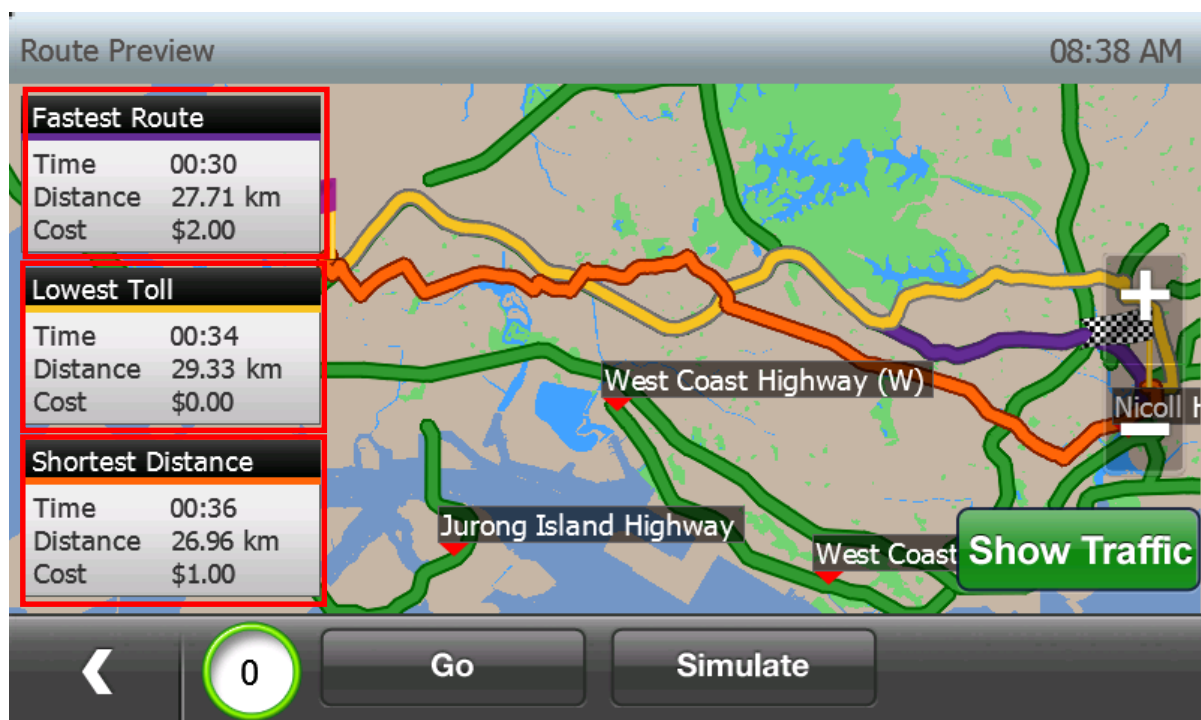 Route Preview 08:38 AM
Fastest Route
Time 00:30
Distance 27.71 km
Cost $2.00
Lowest Toll
Time 00:34
Distance 29.33 km
Cost $0.00
Shortest Distance
Time 00:36
Distance 26.96 km
Cost $1.00
West Coast Highway (W)
Nicoll H
Jurong Island Highway
West Coast
Show Traffic
0
Go
Simulate